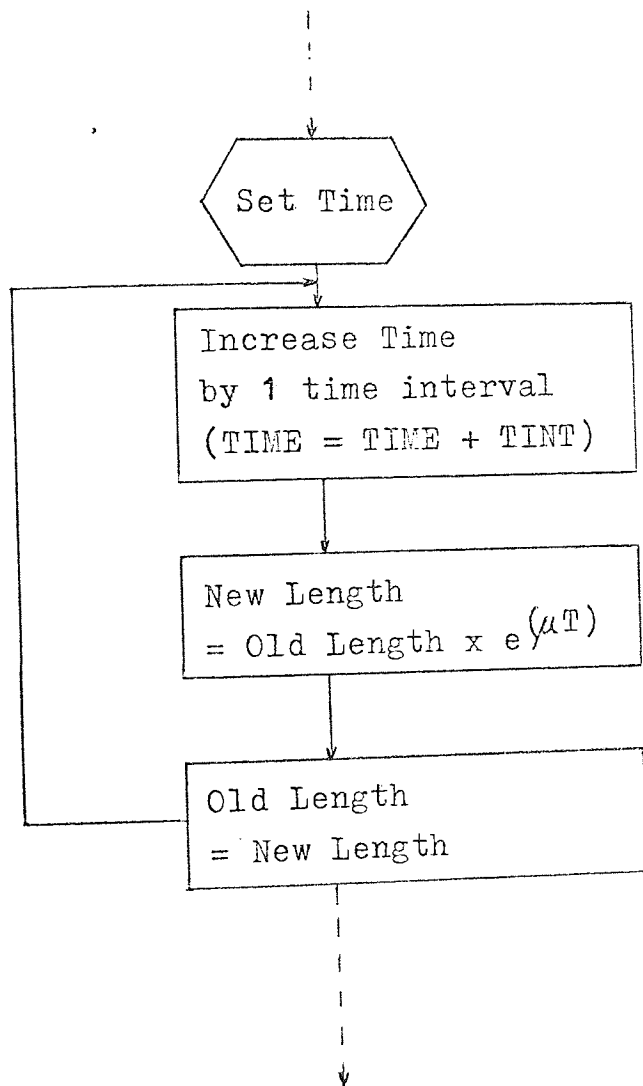 Set Time
Increase Time
by 1 time interval
(TIME = TIME + TINT)
New Length
= Old Length x e(μT)
Old Length
= New Length